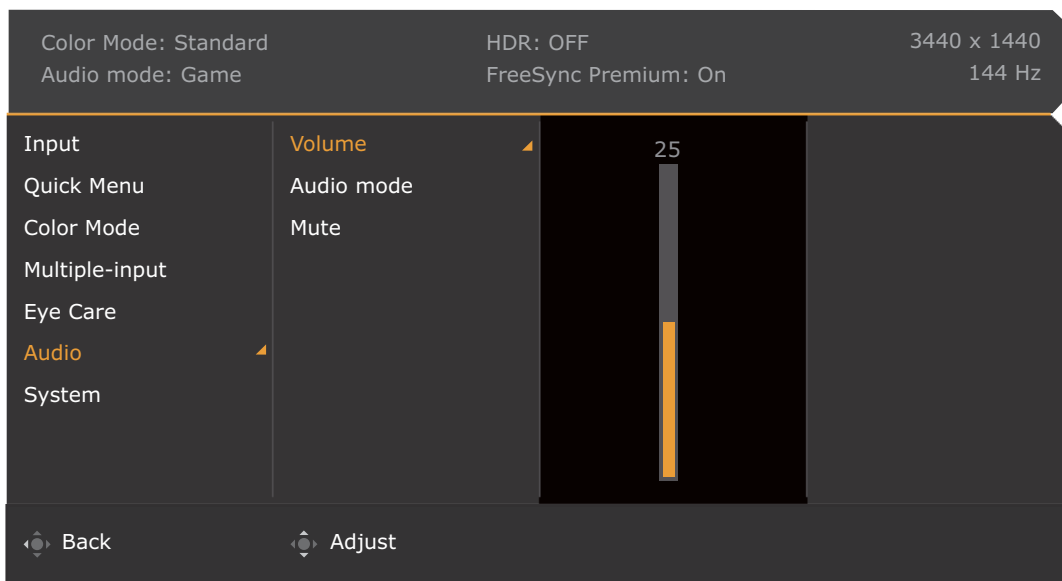 Color Mode: Standard
HDR: OFF
3440 x 1440
Audio mode: Game
FreeSync Premium: On
144 Hz
Input
Quick Menu
Color Mode
Multiple-input
Eye Care
Audio
System
Volume
Audio mode
Mute
25
Back
Adjust